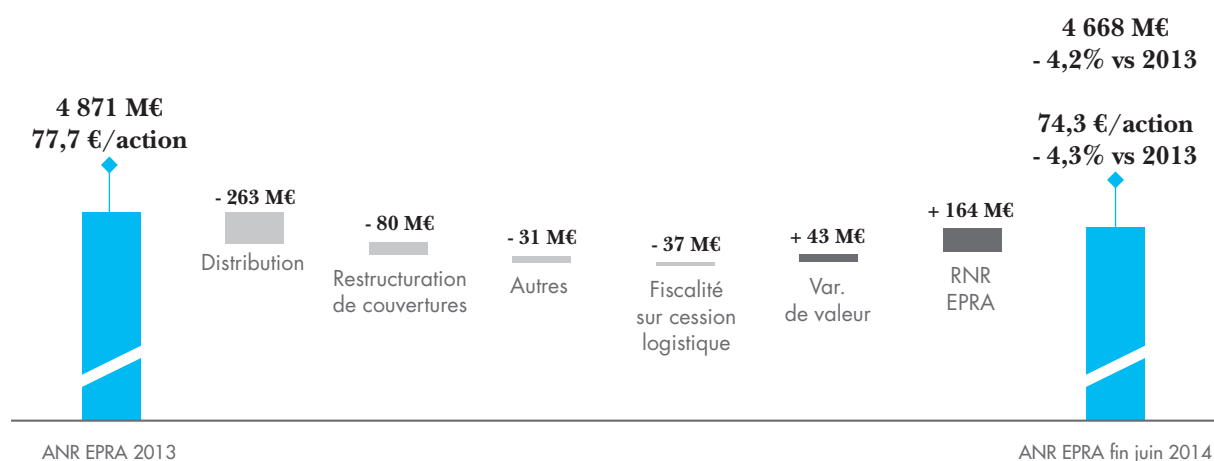 4 668 M€
- 4,2% vs 2013
4 871 M€
77,7 €/action
74,3 €/action
- 4,3% vs 2013
- 263 M€
Distribution
- 80 M€
Restructuration
de couvertures
- 31 M€
Autres
- 37 M€
Fiscalité
sur cession
logistique
+ 43 M€
Var.
de valeur
+ 164 M€
RNR
EPRA
ANR EPRA 2013
ANR EPRA fin juin 2014